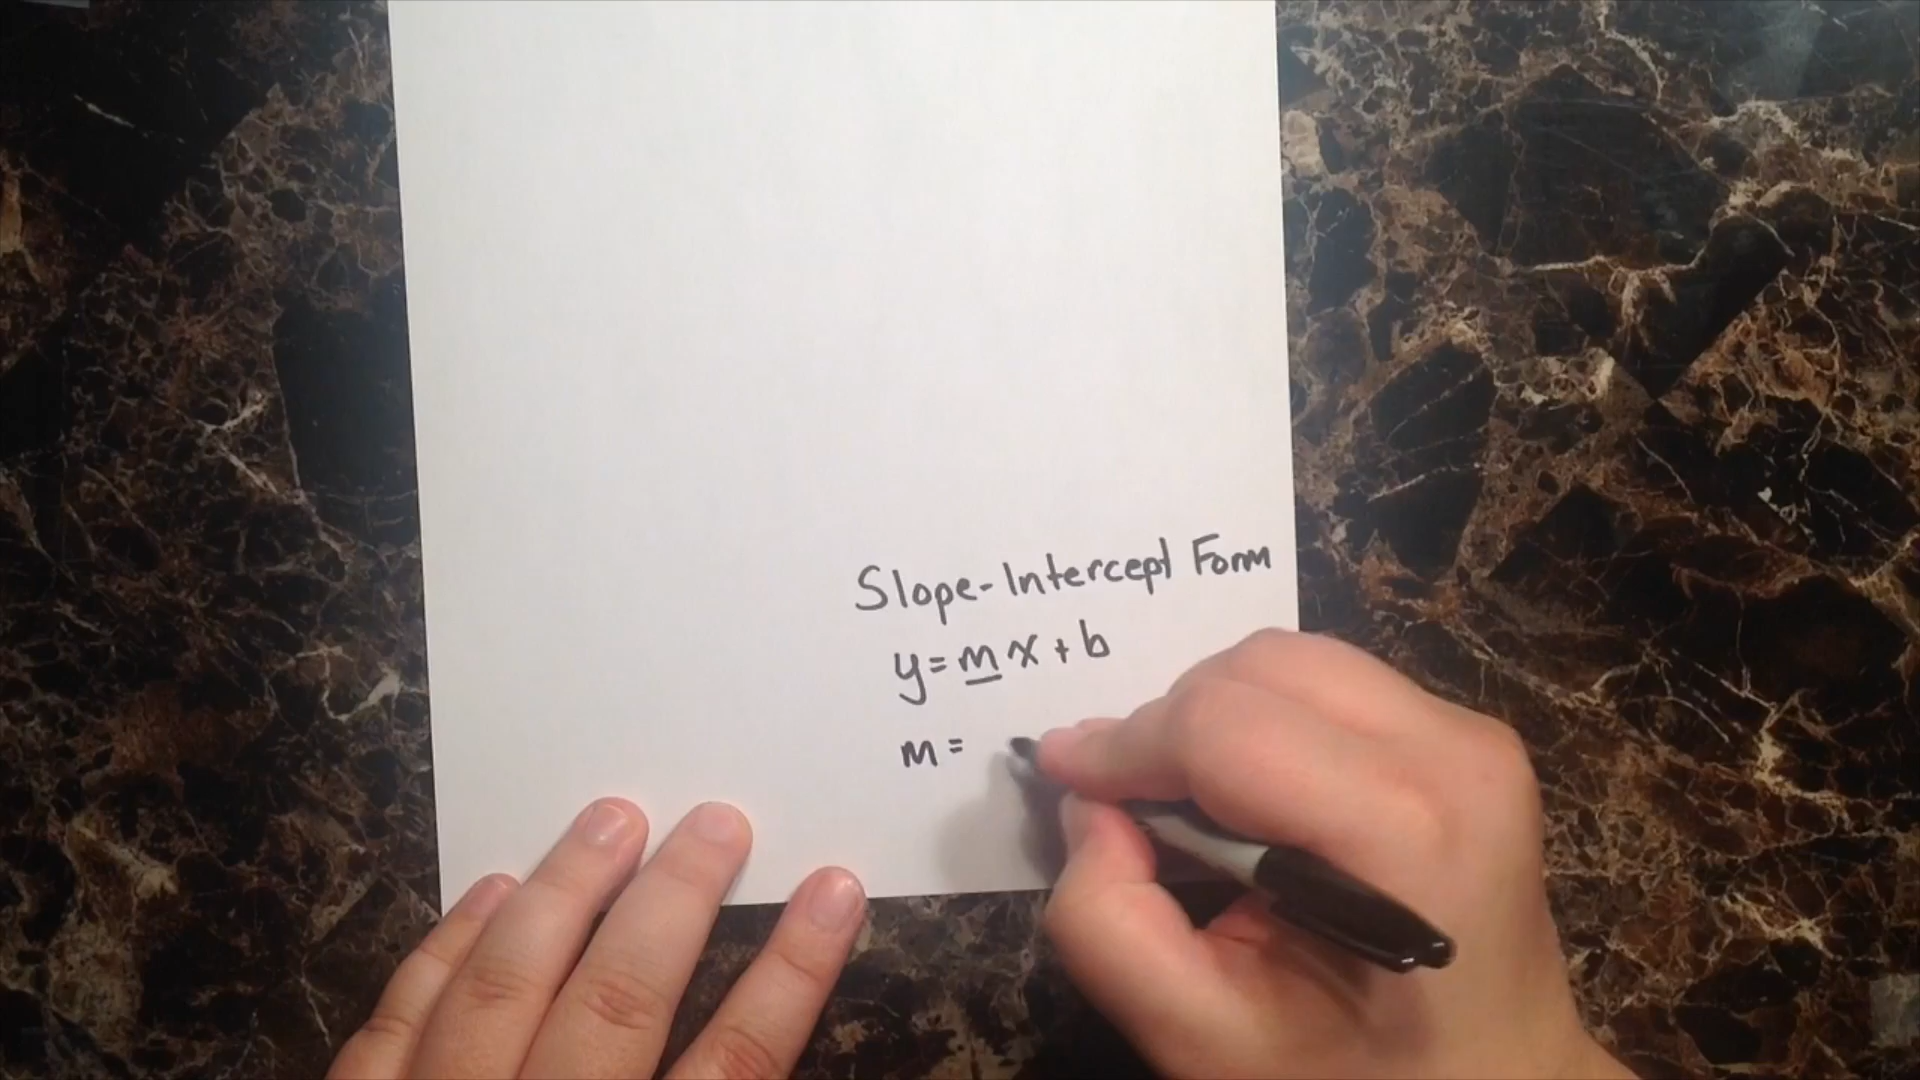 Slope-Intercept Form
y=mx+b
m=